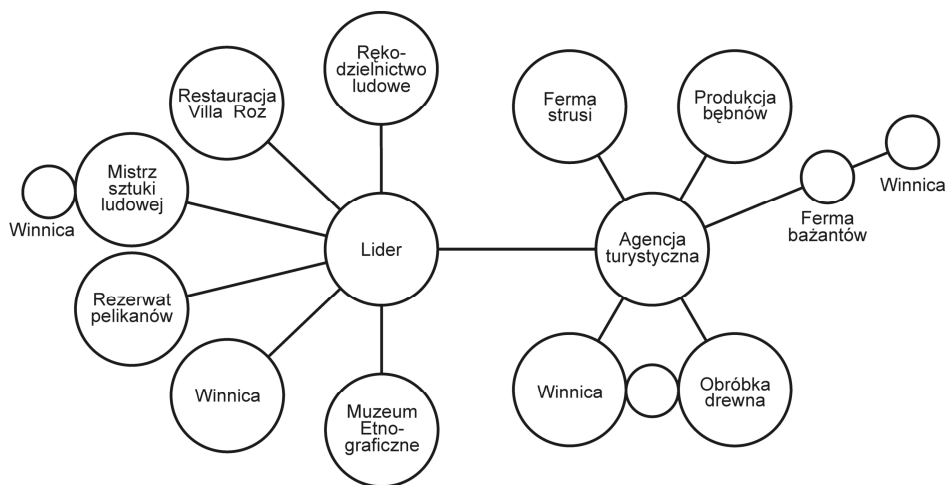 Ręko-
dzielnictwo
ludowe
Restauracja
Villa Roz
Mistrz
sztuki
ludowej
Winnica
Rezerwat
pelikanów
Winnica
Muzeum
Etno-
graficzne
Lider
Ferma
strusi
Produkcja
bębnów
Winnica
Ferma
bażantów
Agencja
turystyczna
Winnica
Obróbka
drewna